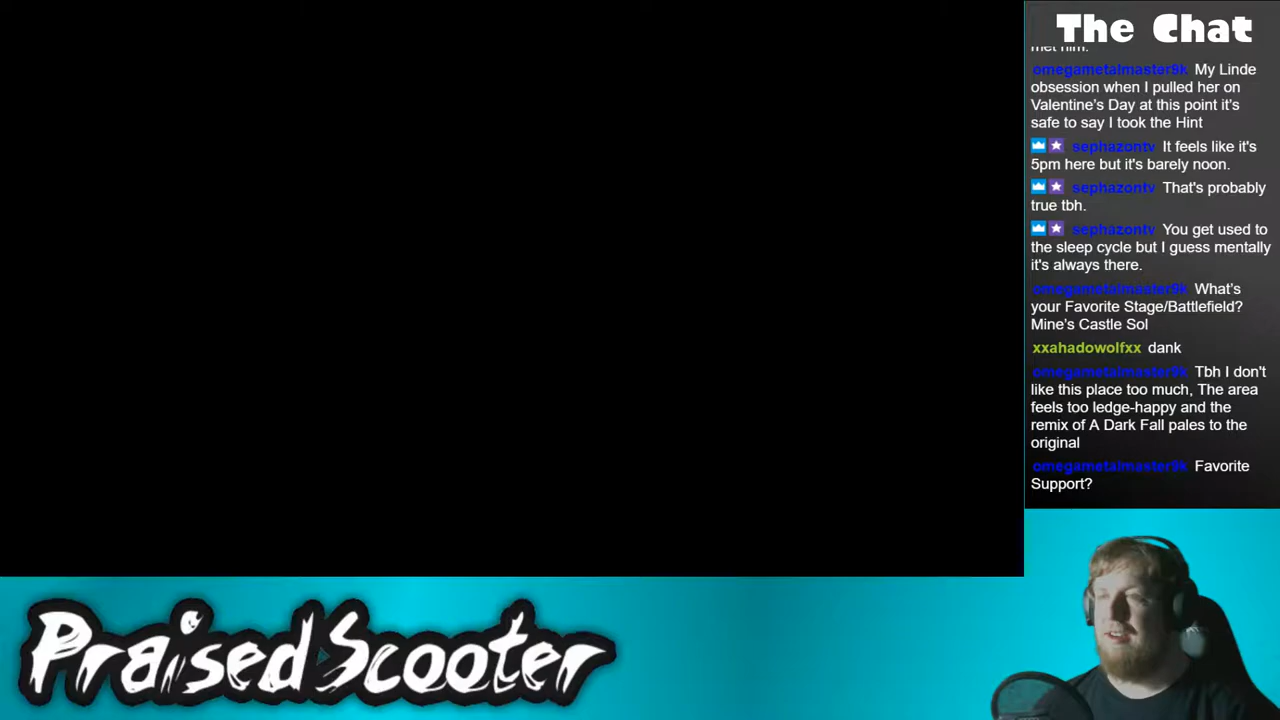 The Chat
met him.
omegametalmaster9k My Linde
obsession when I pulled her on
Valentine's Day at this point it's
safe to say I took the Hint
sephazontv It feels like it's
5pm here but it's barely noon.
sephazontv That's probably
true tbh.
sephazontv You get used to
the sleep cycle but I guess mentally
it's always there.
omegametalmaster9k What's
your Favorite Stage/Battlefield?
Mine's Castle Sol
xxahadowolfxx dank
omegametalmaster9k Tbh I don't
like this place too much, The area
feels too ledge-happy and the
remix of A Dark Fall pales to the
original
omegametalmaster9k Favorite
Support?
PraisedScooter